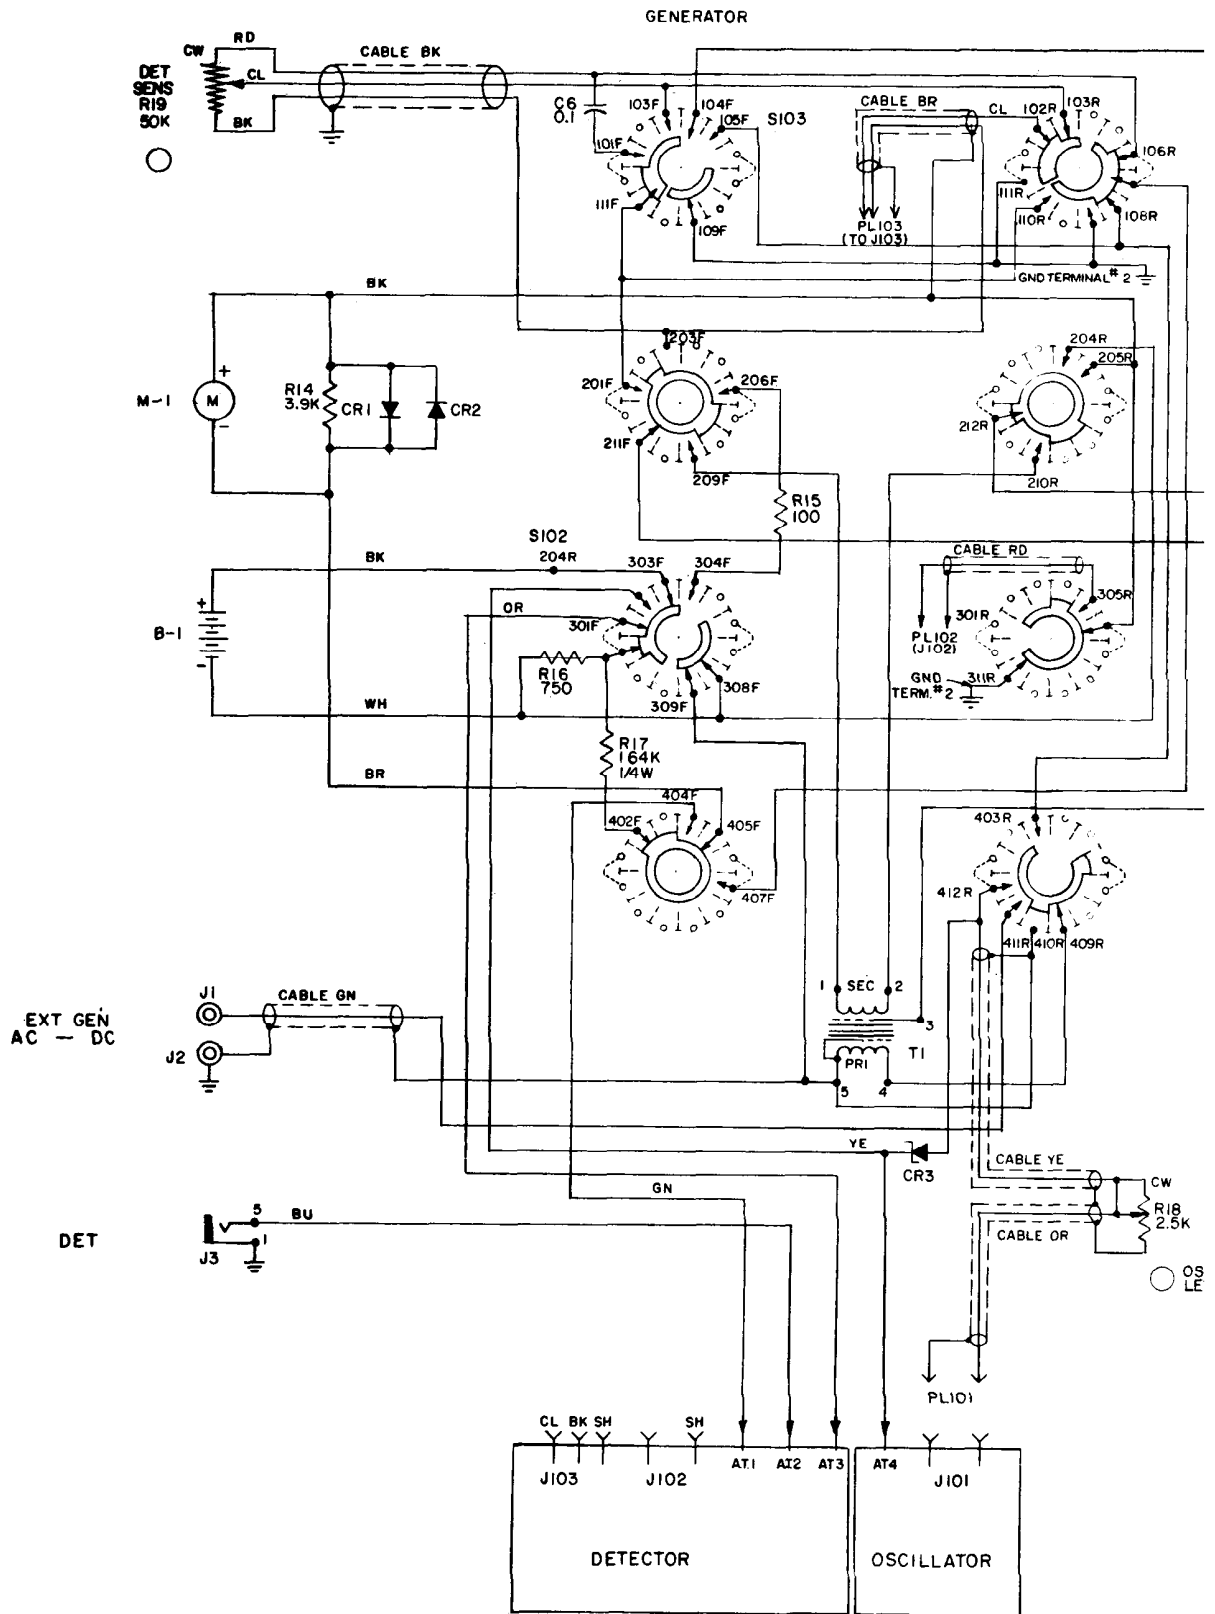 GENERATOR
RD
CW
CABLE BK
DET
SENS
R19
50K
CL
BK
C6
0.1
103F
104F
105F
S103
101F
111F
109F
CABLE BR
CL
102R
103R
106R
111R
110R
108R
PL103
(TO J103)
GND TERMINAL # 2
BK
203F
201F
206F
211F
209F
204R
205R
212R
210R
M-1
+
M
-
R14
3.9K
CR1
CR2
R15
100
S102
204R
BK
303F
304F
OR
301F
B-1
+
-
R16
750
308F
309F
WH
CABLE RD
305R
301R
PL102
(J102)
GND
TERM. # 2
311R
R17
164K
1/4W
BR
404F
402F
405F
407F
403R
412R
411R
410R
409R
1
SEC
2
3
T1
PRI
5
4
J1
CABLE GN
EXT GEN
AC — DC
J2
YE
CR3
GN
CABLE YE
CW
R18
2.5K
CABLE OR
OS
LE
DET
5
BU
1
J3
PL101
CL
BK
SH
SH
J103
J102
AT1
AT2
AT3
AT4
J101
DETECTOR
OSCILLATOR